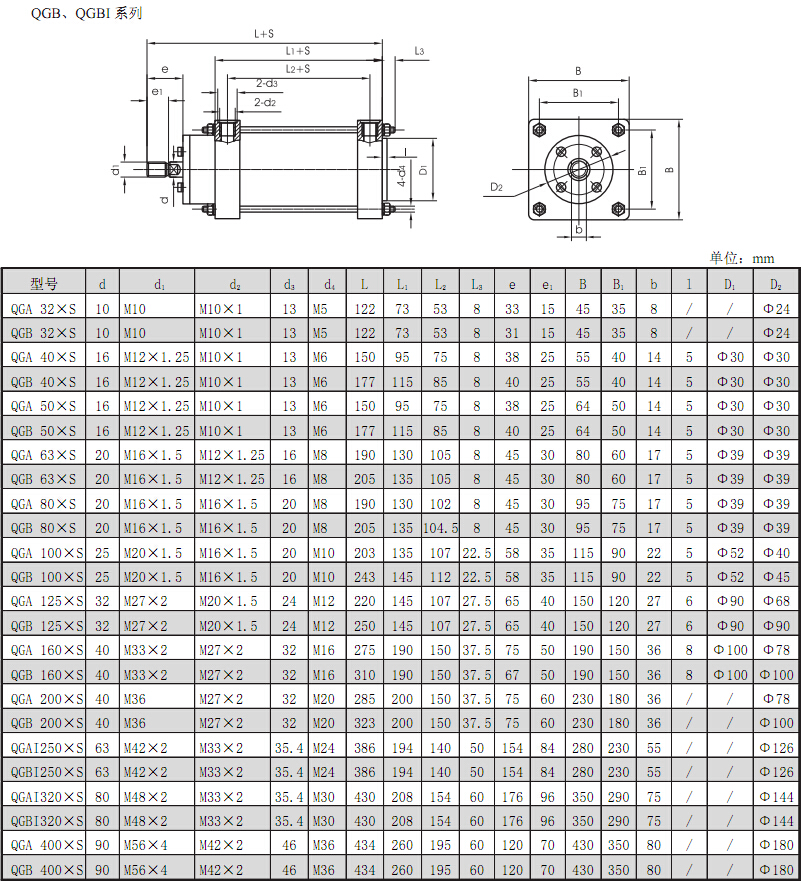 QGB、QGBI 系列
L+S
L1+S
L3
L2+S
e
2-d3
e1
2-d2
l
d1
d
4-d4
D1
B
B1
D2
B1
B
b
单位：mm
型号 d d₁ d₂ d₃ d₄ L L₁ L₂ L₃ e e₁ B B₁ b l D₁ D₂
QGA 32×S 10 M10 M10×1 13 M5 122 73 53 8 33 15 45 35 8 / / Φ24
QGB 32×S 10 M10 M10×1 13 M5 122 73 53 8 31 15 45 35 8 / / Φ24
QGA 40×S 16 M12×1.25 M10×1 13 M6 150 95 75 8 38 25 55 40 14 5 Φ30 Φ30
QGB 40×S 16 M12×1.25 M10×1 13 M6 177 115 85 8 40 25 55 40 14 5 Φ30 Φ30
QGA 50×S 16 M12×1.25 M10×1 13 M6 150 95 75 8 38 25 64 50 14 5 Φ30 Φ30
QGB 50×S 16 M12×1.25 M10×1 13 M6 177 115 85 8 40 25 64 50 14 5 Φ30 Φ30
QGA 63×S 20 M16×1.5 M12×1.25 16 M8 190 130 105 8 45 30 80 60 17 5 Φ39 Φ39
QGB 63×S 20 M16×1.5 M12×1.25 16 M8 205 135 105 8 45 30 80 60 17 5 Φ39 Φ39
QGA 80×S 20 M16×1.5 M16×1.5 20 M8 190 130 102 8 45 30 95 75 17 5 Φ39 Φ39
QGB 80×S 20 M16×1.5 M16×1.5 20 M8 205 135 104.5 8 45 30 95 75 17 5 Φ39 Φ39
QGA 100×S 25 M20×1.5 M16×1.5 20 M10 203 135 107 22.5 58 35 115 90 22 5 Φ52 Φ40
QGB 100×S 25 M20×1.5 M16×1.5 20 M10 243 145 112 22.5 58 35 115 90 22 5 Φ52 Φ45
QGA 125×S 32 M27×2 M20×1.5 24 M12 220 145 107 27.5 65 40 150 120 27 6 Φ90 Φ68
QGB 125×S 32 M27×2 M20×1.5 24 M12 250 145 107 27.5 65 40 150 120 27 6 Φ90 Φ90
QGA 160×S 40 M33×2 M27×2 32 M16 275 190 150 37.5 75 50 190 150 36 8 Φ100 Φ78
QGB 160×S 40 M33×2 M27×2 32 M16 310 190 150 37.5 67 50 190 150 36 8 Φ100 Φ100
QGA 200×S 40 M36 M27×2 32 M20 285 200 150 37.5 75 60 230 180 36 / / Φ78
QGB 200×S 40 M36 M27×2 32 M20 323 200 150 37.5 75 60 230 180 36 / / Φ100
QGAI250×S 63 M42×2 M33×2 35.4 M24 386 194 140 50 154 84 280 230 55 / / Φ126
QGBI250×S 63 M42×2 M33×2 35.4 M24 386 194 140 50 154 84 280 230 55 / / Φ126
QGAI320×S 80 M48×2 M33×2 35.4 M30 430 208 154 60 176 96 350 290 75 / / Φ144
QGBI320×S 80 M48×2 M33×2 35.4 M30 430 208 154 60 176 96 350 290 75 / / Φ144
QGA 400×S 90 M56×4 M42×2 46 M36 434 260 195 60 120 70 430 350 80 / / Φ180
QGB 400×S 90 M56×4 M42×2 46 M36 434 260 195 60 120 70 430 350 80 / / Φ180